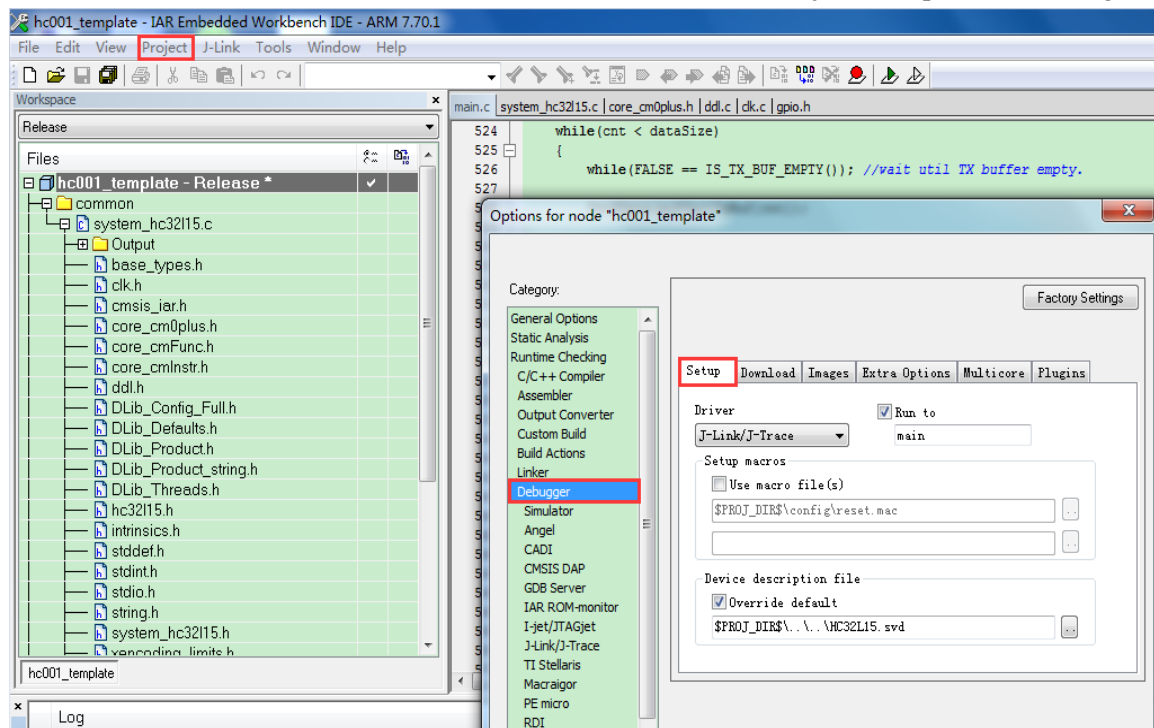 hc001_template - IAR Embedded Workbench IDE - ARM 7.70.1
File Edit View Project J-Link Tools Window Help
Workspace
main.c system_hc32l15.c core_cm0plus.h ddl.c clk.c gpio.h
Release
Files
hc001_template - Release *
common
system_hc32l15.c
Output
base_types.h
clk.h
cmsis_iar.h
core_cm0plus.h
core_cmFunc.h
core_cmInstr.h
ddl.h
DLib_Config_Full.h
DLib_Defaults.h
DLib_Product.h
DLib_Product_string.h
DLib_Threads.h
hc32l15.h
intrinsics.h
stddef.h
stdint.h
stdio.h
string.h
system_hc32l15.h
xencoding_limits.h
hc001_template
Log
524 while(cnt < dataSize)
525 {
526 while(FALSE == IS_TX_BUF_EMPTY()); //wait util TX buffer empty.
527
Options for node "hc001_template"
Category:
General Options
Static Analysis
Runtime Checking
C/C++ Compiler
Assembler
Output Converter
Custom Build
Build Actions
Linker
Debugger
Simulator
Angel
CADI
CMSIS DAP
GDB Server
IAR ROM-monitor
I-jet/JTAGjet
J-Link/J-Trace
TI Stellaris
Macraigor
PE micro
RDI
Factory Settings
Setup Download Images Extra Options Multicore Plugins
Driver Run to
J-Link/J-Trace main
Setup macros
Use macro file(s)
$PROJ_DIR$\config\reset.mac
Device description file
Override default
$PROJ_DIR$\..\..\HC32L15.svd